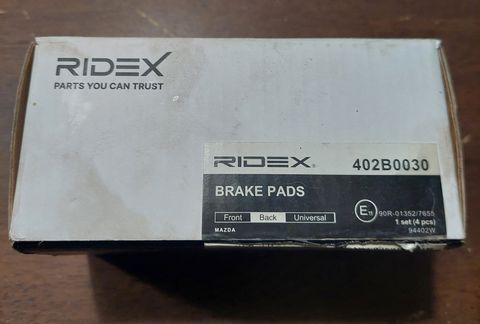 RIDEX
PARTS YOU CAN TRUST
RIDEX® 402B0030
BRAKE PADS
Front Back Universal
E11 90R-01352/7655
1 set (4 pcs)
MAZDA 94402W